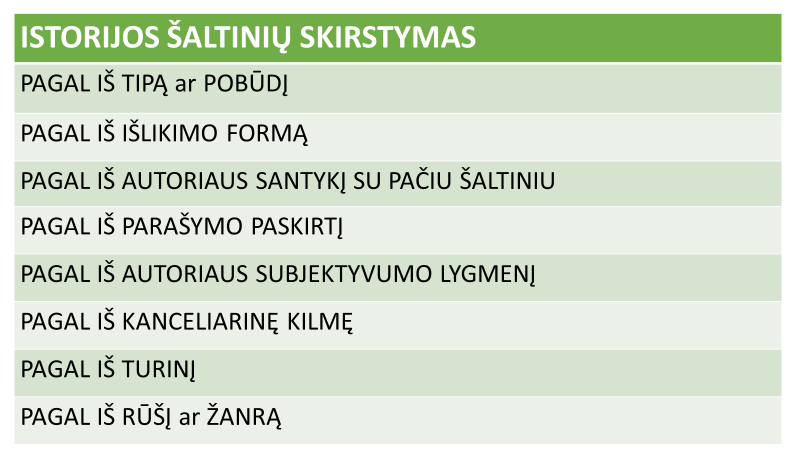 ISTORIJOS ŠALTINIŲ SKIRSTYMAS
PAGAL IŠ TIPĄ ar POBŪDĮ
PAGAL IŠ IŠLIKIMO FORMĄ
PAGAL IŠ AUTORIAUS SANTYKĮ SU PAČIU ŠALTINIU
PAGAL IŠ PARAŠYMO PASKIRTĮ
PAGAL IŠ AUTORIAUS SUBJEKTYVUMO LYGMENĮ
PAGAL IŠ KANCELIARINĘ KILMĘ
PAGAL IŠ TURINĮ
PAGAL IŠ RŪŠĮ ar ŽANRĄ